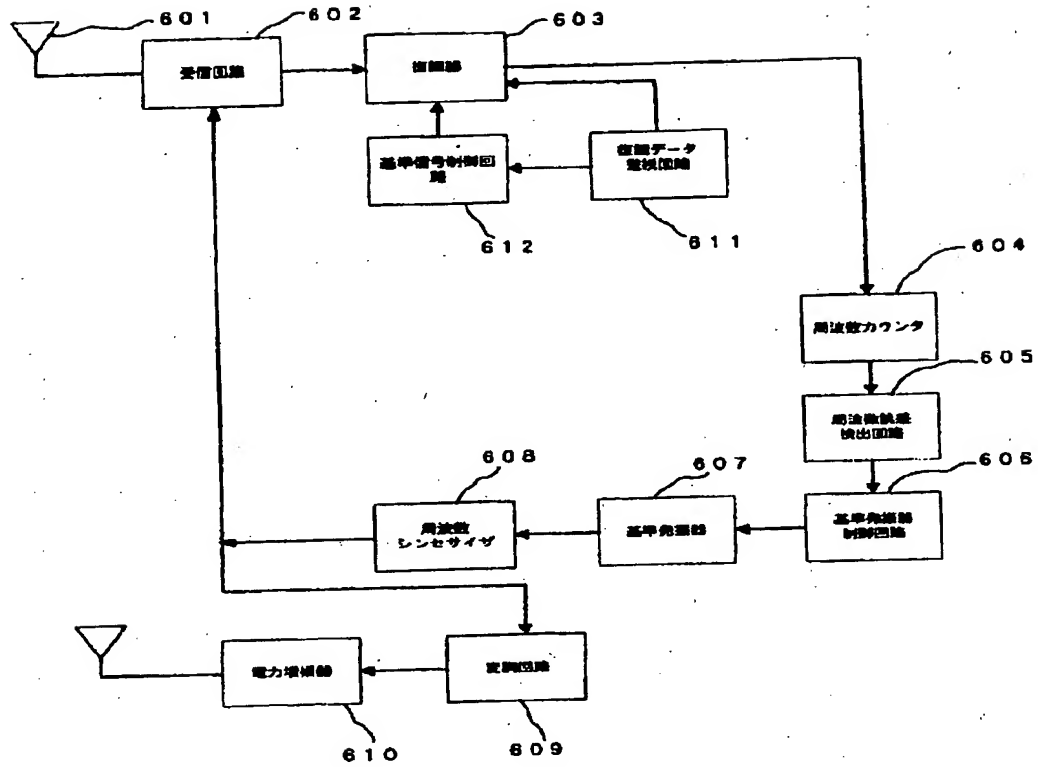 601
602
603
受信回路
復調器
基準信号制御回
路
復調データ
選択回路
612
611
604
周波数カウンタ
605
周波数誤差
検出回路
606
608
607
周波数
シンセサイザ
基準発振器
基準発振器
制御回路
電力増幅器
変調回路
610
609